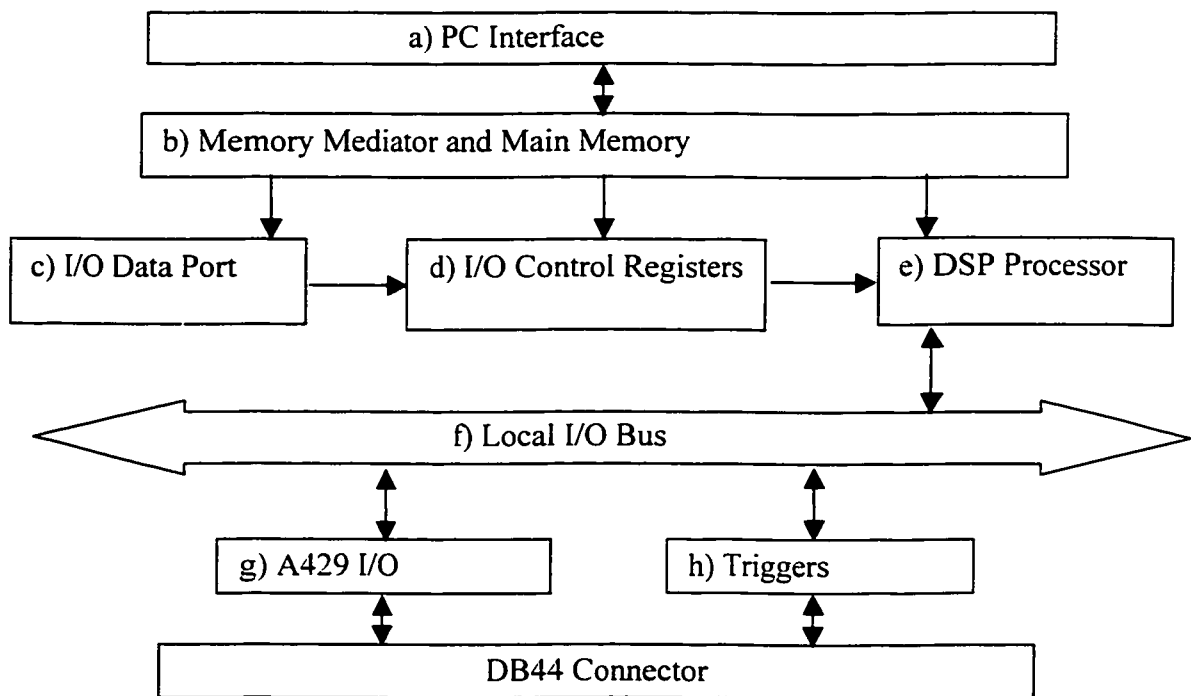 a) PC Interface
b) Memory Mediator and Main Memory
c) I/O Data Port
d) I/O Control Registers
e) DSP Processor
f) Local I/O Bus
g) A429 I/O
h) Triggers
DB44 Connector